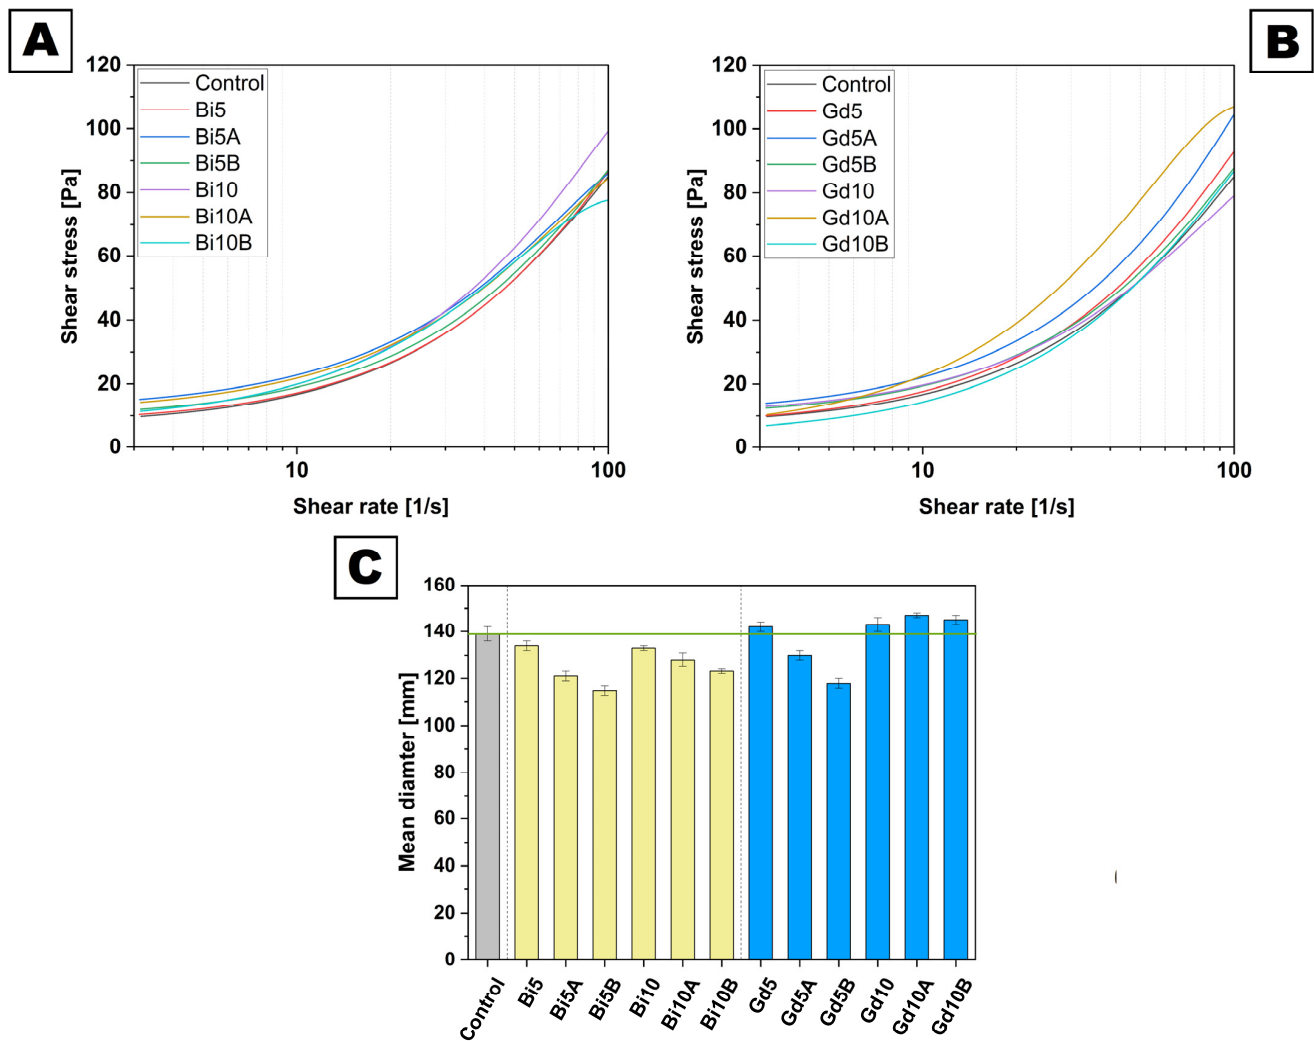 A
B
120
100
80
60
40
20
0
Shear stress [Pa]
Control
Bi5
Bi5A
Bi5B
Bi10
Bi10A
Bi10B
10
100
Shear rate [1/s]
120
100
80
60
40
20
0
Shear stress [Pa]
Control
Gd5
Gd5A
Gd5B
Gd10
Gd10A
Gd10B
10
100
Shear rate [1/s]
C
160
140
120
100
80
60
40
20
0
Mean diamter [mm]
Control
Bi5
Bi5A
Bi5B
Bi10
Bi10A
Bi10B
Gd5
Gd5A
Gd5B
Gd10
Gd10A
Gd10B